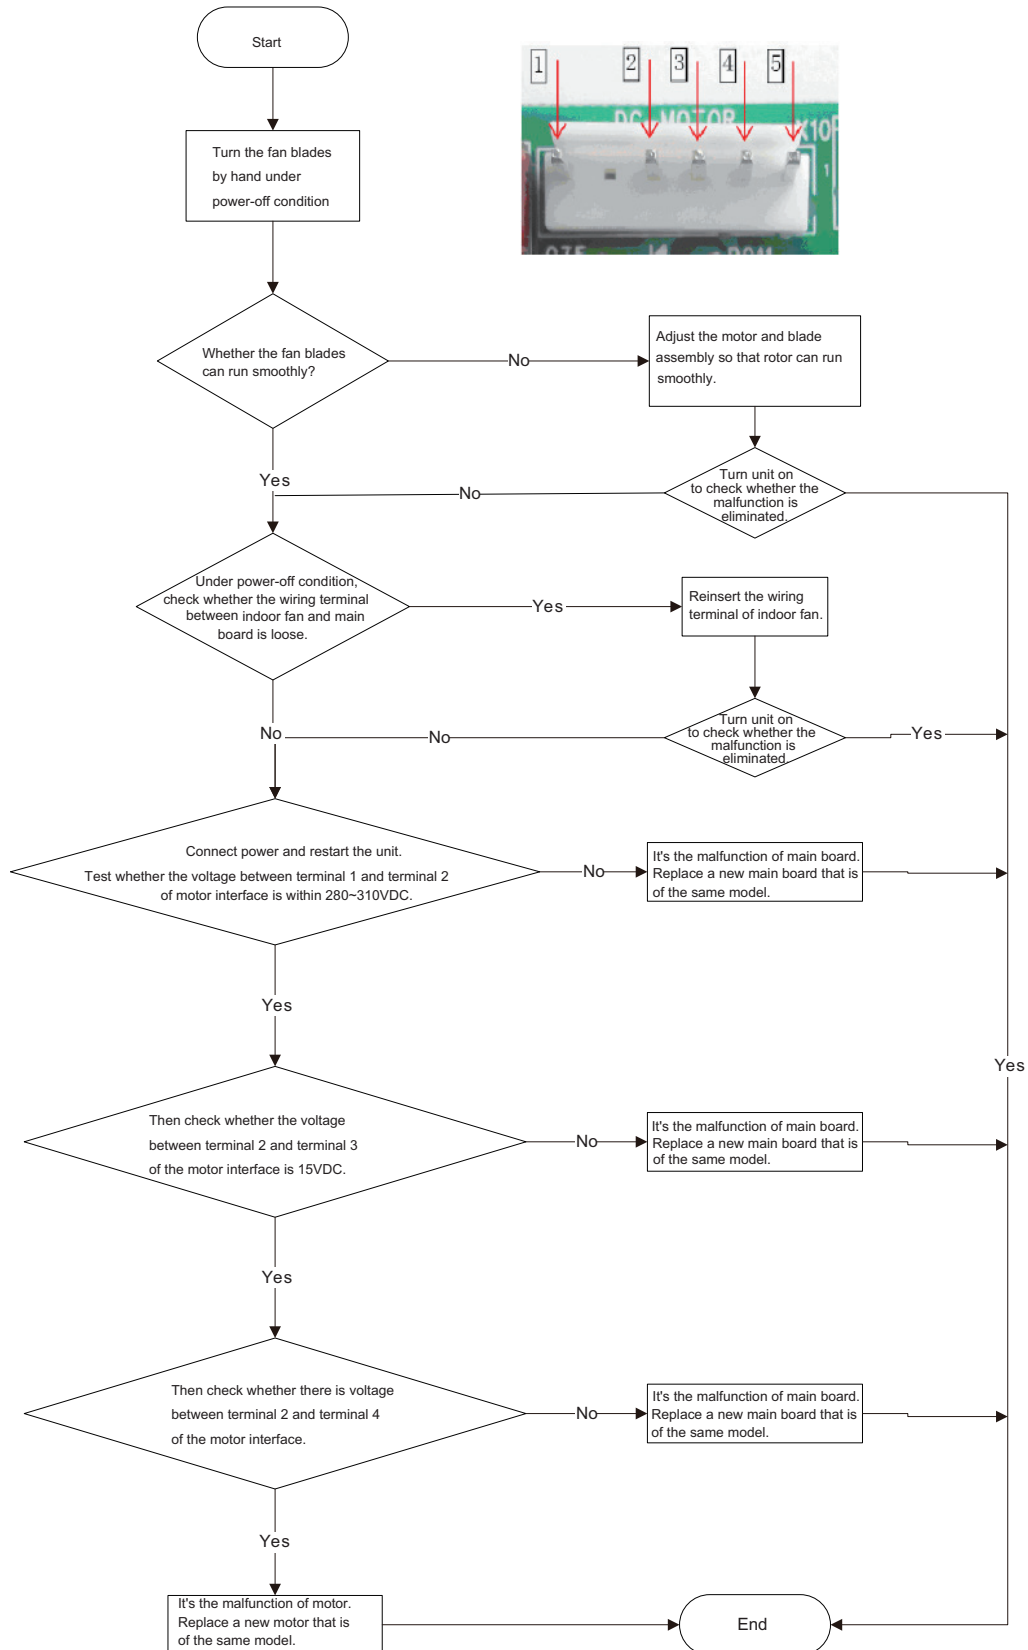 Start
1 2 3 4 5
DC MOTOR
1
Turn the fan blades
by hand under
power-off condition
Whether the fan blades
can run smoothly?
No
Adjust the motor and blade
assembly so that rotor can run
smoothly.
Yes
No
Turn unit on
to check whether the
malfunction is
eliminated.
Under power-off condition,
check whether the wiring terminal
between indoor fan and main
board is loose.
Yes
Reinsert the wiring
terminal of indoor fan.
No
No
Turn unit on
to check whether the
malfunction is
eliminated.
Yes
Connect power and restart the unit.
Test whether the voltage between terminal 1 and terminal 2
of motor interface is within 280~310VDC.
No
It's the malfunction of main board.
Replace a new main board that is
of the same model.
Yes
Yes
Then check whether the voltage
between terminal 2 and terminal 3
of the motor interface is 15VDC.
No
It's the malfunction of main board.
Replace a new main board that is
of the same model.
Yes
Then check whether there is voltage
between terminal 2 and terminal 4
of the motor interface.
No
It's the malfunction of main board.
Replace a new main board that is
of the same model.
Yes
It's the malfunction of motor.
Replace a new motor that is
of the same model.
End